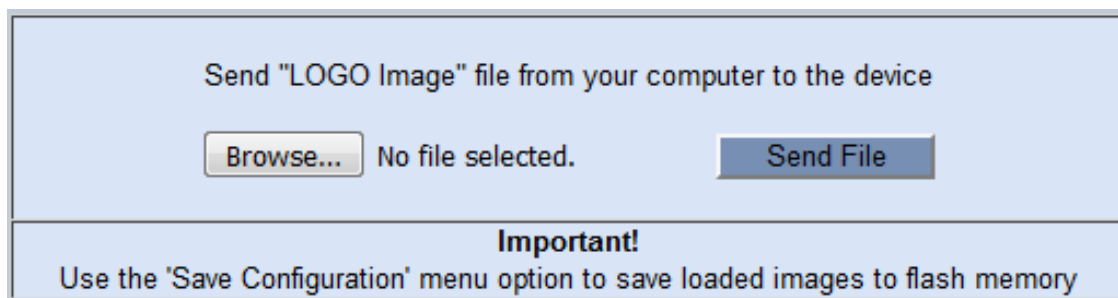 Send "LOGO Image" file from your computer to the device
Browse... No file selected. Send File
Important!
Use the 'Save Configuration' menu option to save loaded images to flash memory